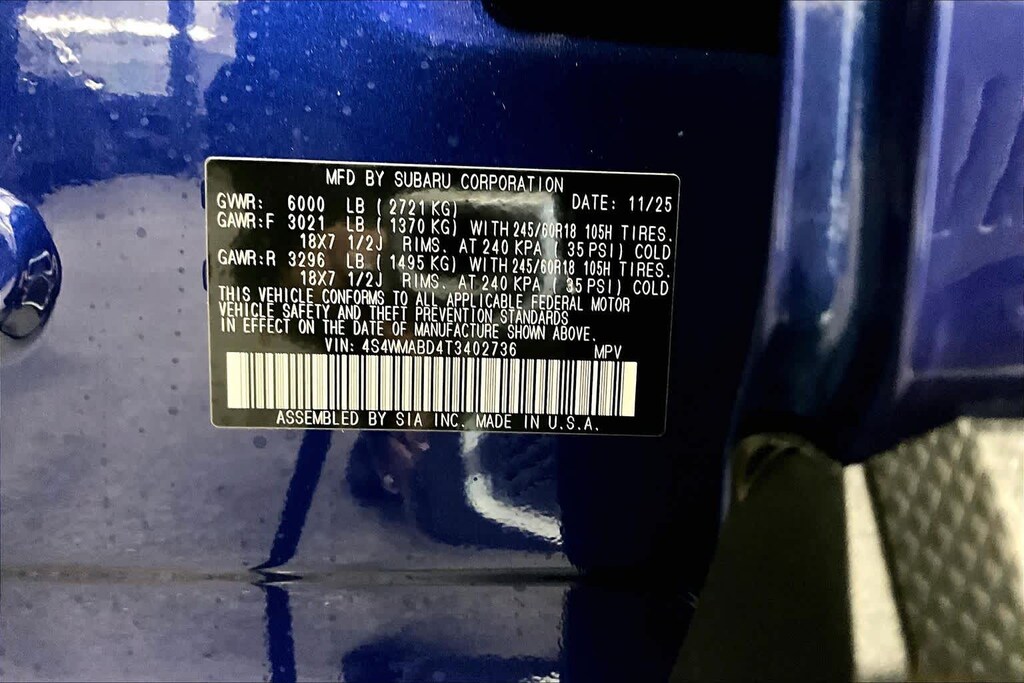 MFD BY SUBARU CORPORATION
GVWR: 6000 LB ( 2721 KG) DATE: 11/25
GAWR:F 3021 LB ( 1370 KG) WITH 245/60R18 105H TIRES.
18X7 1/2J RIMS. AT 240 KPA ( 35 PSI) COLD
GAWR:R 3296 LB ( 1495 KG) WITH 245/60R18 105H TIRES.
18X7 1/2J RIMS. AT 240 KPA ( 35 PSI) COLD
THIS VEHICLE CONFORMS TO ALL APPLICABLE FEDERAL MOTOR
VEHICLE SAFETY AND THEFT PREVENTION STANDARDS
IN EFFECT ON THE DATE OF MANUFACTURE SHOWN ABOVE.
VIN: 4S4WMABD4T3402736 MPV
ASSEMBLED BY SIA INC. MADE IN U.S.A.